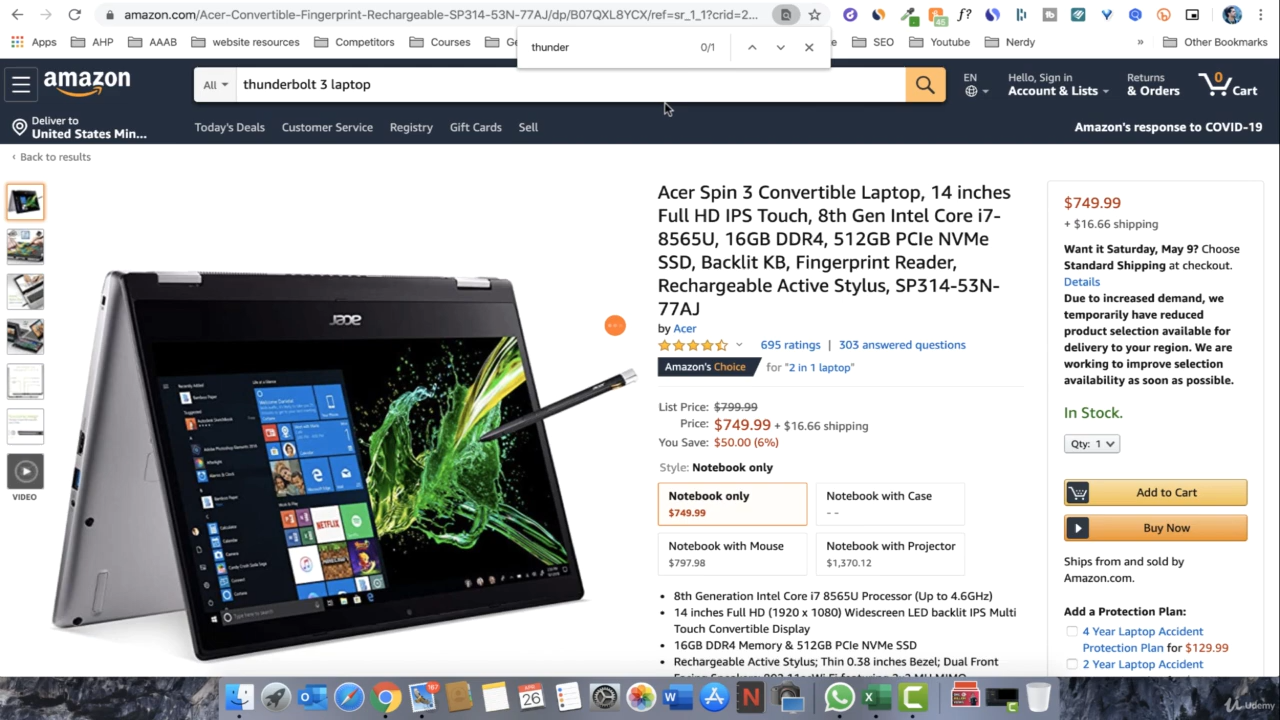 amazon.com/Acer-Convertible-Fingerprint-Rechargeable-SP314-53N-77AJ/dp/B07QXL8YCX/ref=sr_1_1?crid=2...
Apps
AHP
AAAB
website resources
Competitors
Courses
SEO
Youtube
Nerdy
»
Other Bookmarks
thunder
0/1
amazon
All
thunderbolt 3 laptop
EN
Hello, Sign in
Account & Lists
Returns
& Orders
0
Cart
Deliver to
United States Min...
Today's Deals
Customer Service
Registry
Gift Cards
Sell
Amazon's response to COVID-19
‹ Back to results
VIDEO
acer
Acer Spin 3 Convertible Laptop, 14 inches
Full HD IPS Touch, 8th Gen Intel Core i7-
8565U, 16GB DDR4, 512GB PCIe NVMe
SSD, Backlit KB, Fingerprint Reader,
Rechargeable Active Stylus, SP314-53N-
77AJ
by Acer
695 ratings | 303 answered questions
Amazon's Choice for "2 in 1 laptop"
List Price: $799.99
Price: $749.99 + $16.66 shipping
You Save: $50.00 (6%)
Style: Notebook only
Notebook only
$749.99
Notebook with Case
- -
Notebook with Mouse
$797.98
Notebook with Projector
$1,370.12
• 8th Generation Intel Core i7 8565U Processor (Up to 4.6GHz)
• 14 inches Full HD (1920 x 1080) Widescreen LED backlit IPS Multi
Touch Convertible Display
• 16GB DDR4 Memory & 512GB PCIe NVMe SSD
• Rechargeable Active Stylus; Thin 0.38 inches Bezel; Dual Front
$749.99
+ $16.66 shipping
Want it Saturday, May 9? Choose
Standard Shipping at checkout.
Details
Due to increased demand, we
temporarily have reduced
product selection available for
delivery to your region. We are
working to improve selection
availability as soon as possible.
In Stock.
Qty: 1
Add to Cart
Buy Now
Ships from and sold by
Amazon.com.
Add a Protection Plan:
4 Year Laptop Accident
Protection Plan for $129.99
2 Year Laptop Accident
NETFLIX
APR
26
Udemy